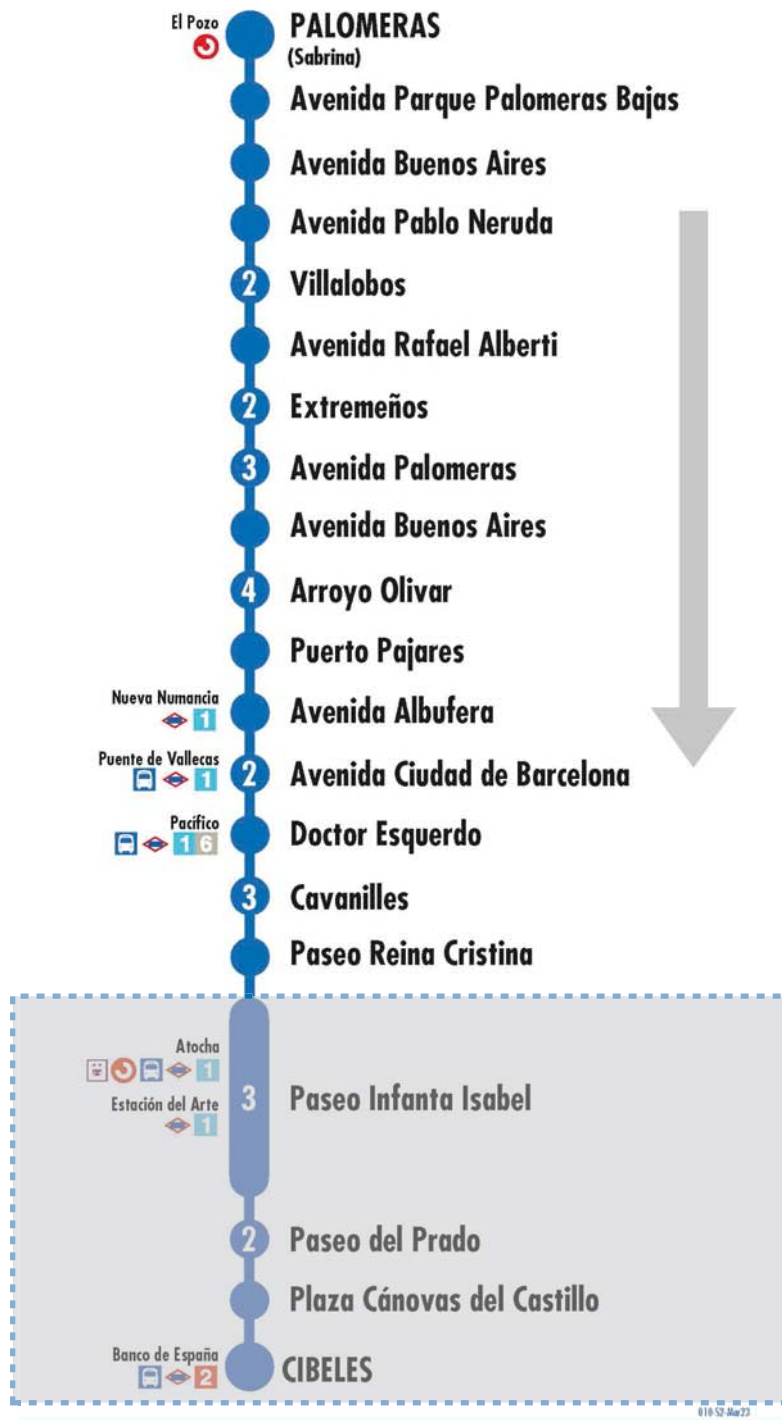 El Pozo
PALOMERAS
(Sabrina)
Avenida Parque Palomeras Bajas
Avenida Buenos Aires
Avenida Pablo Neruda
2 Villalobos
Avenida Rafael Alberti
2 Extremeños
3 Avenida Palomeras
Avenida Buenos Aires
4 Arroyo Olivar
Puerto Pajares
Nueva Numancia
1
Avenida Albufera
Puente de Vallecas
1
2 Avenida Ciudad de Barcelona
Pacífico
1 6
Doctor Esquerdo
3 Cavanilles
Paseo Reina Cristina
Atocha
1
Estación del Arte
1
3 Paseo Infanta Isabel
2 Paseo del Prado
Plaza Cánovas del Castillo
Banco de España
2
CIBELES
010-S2-Mar23